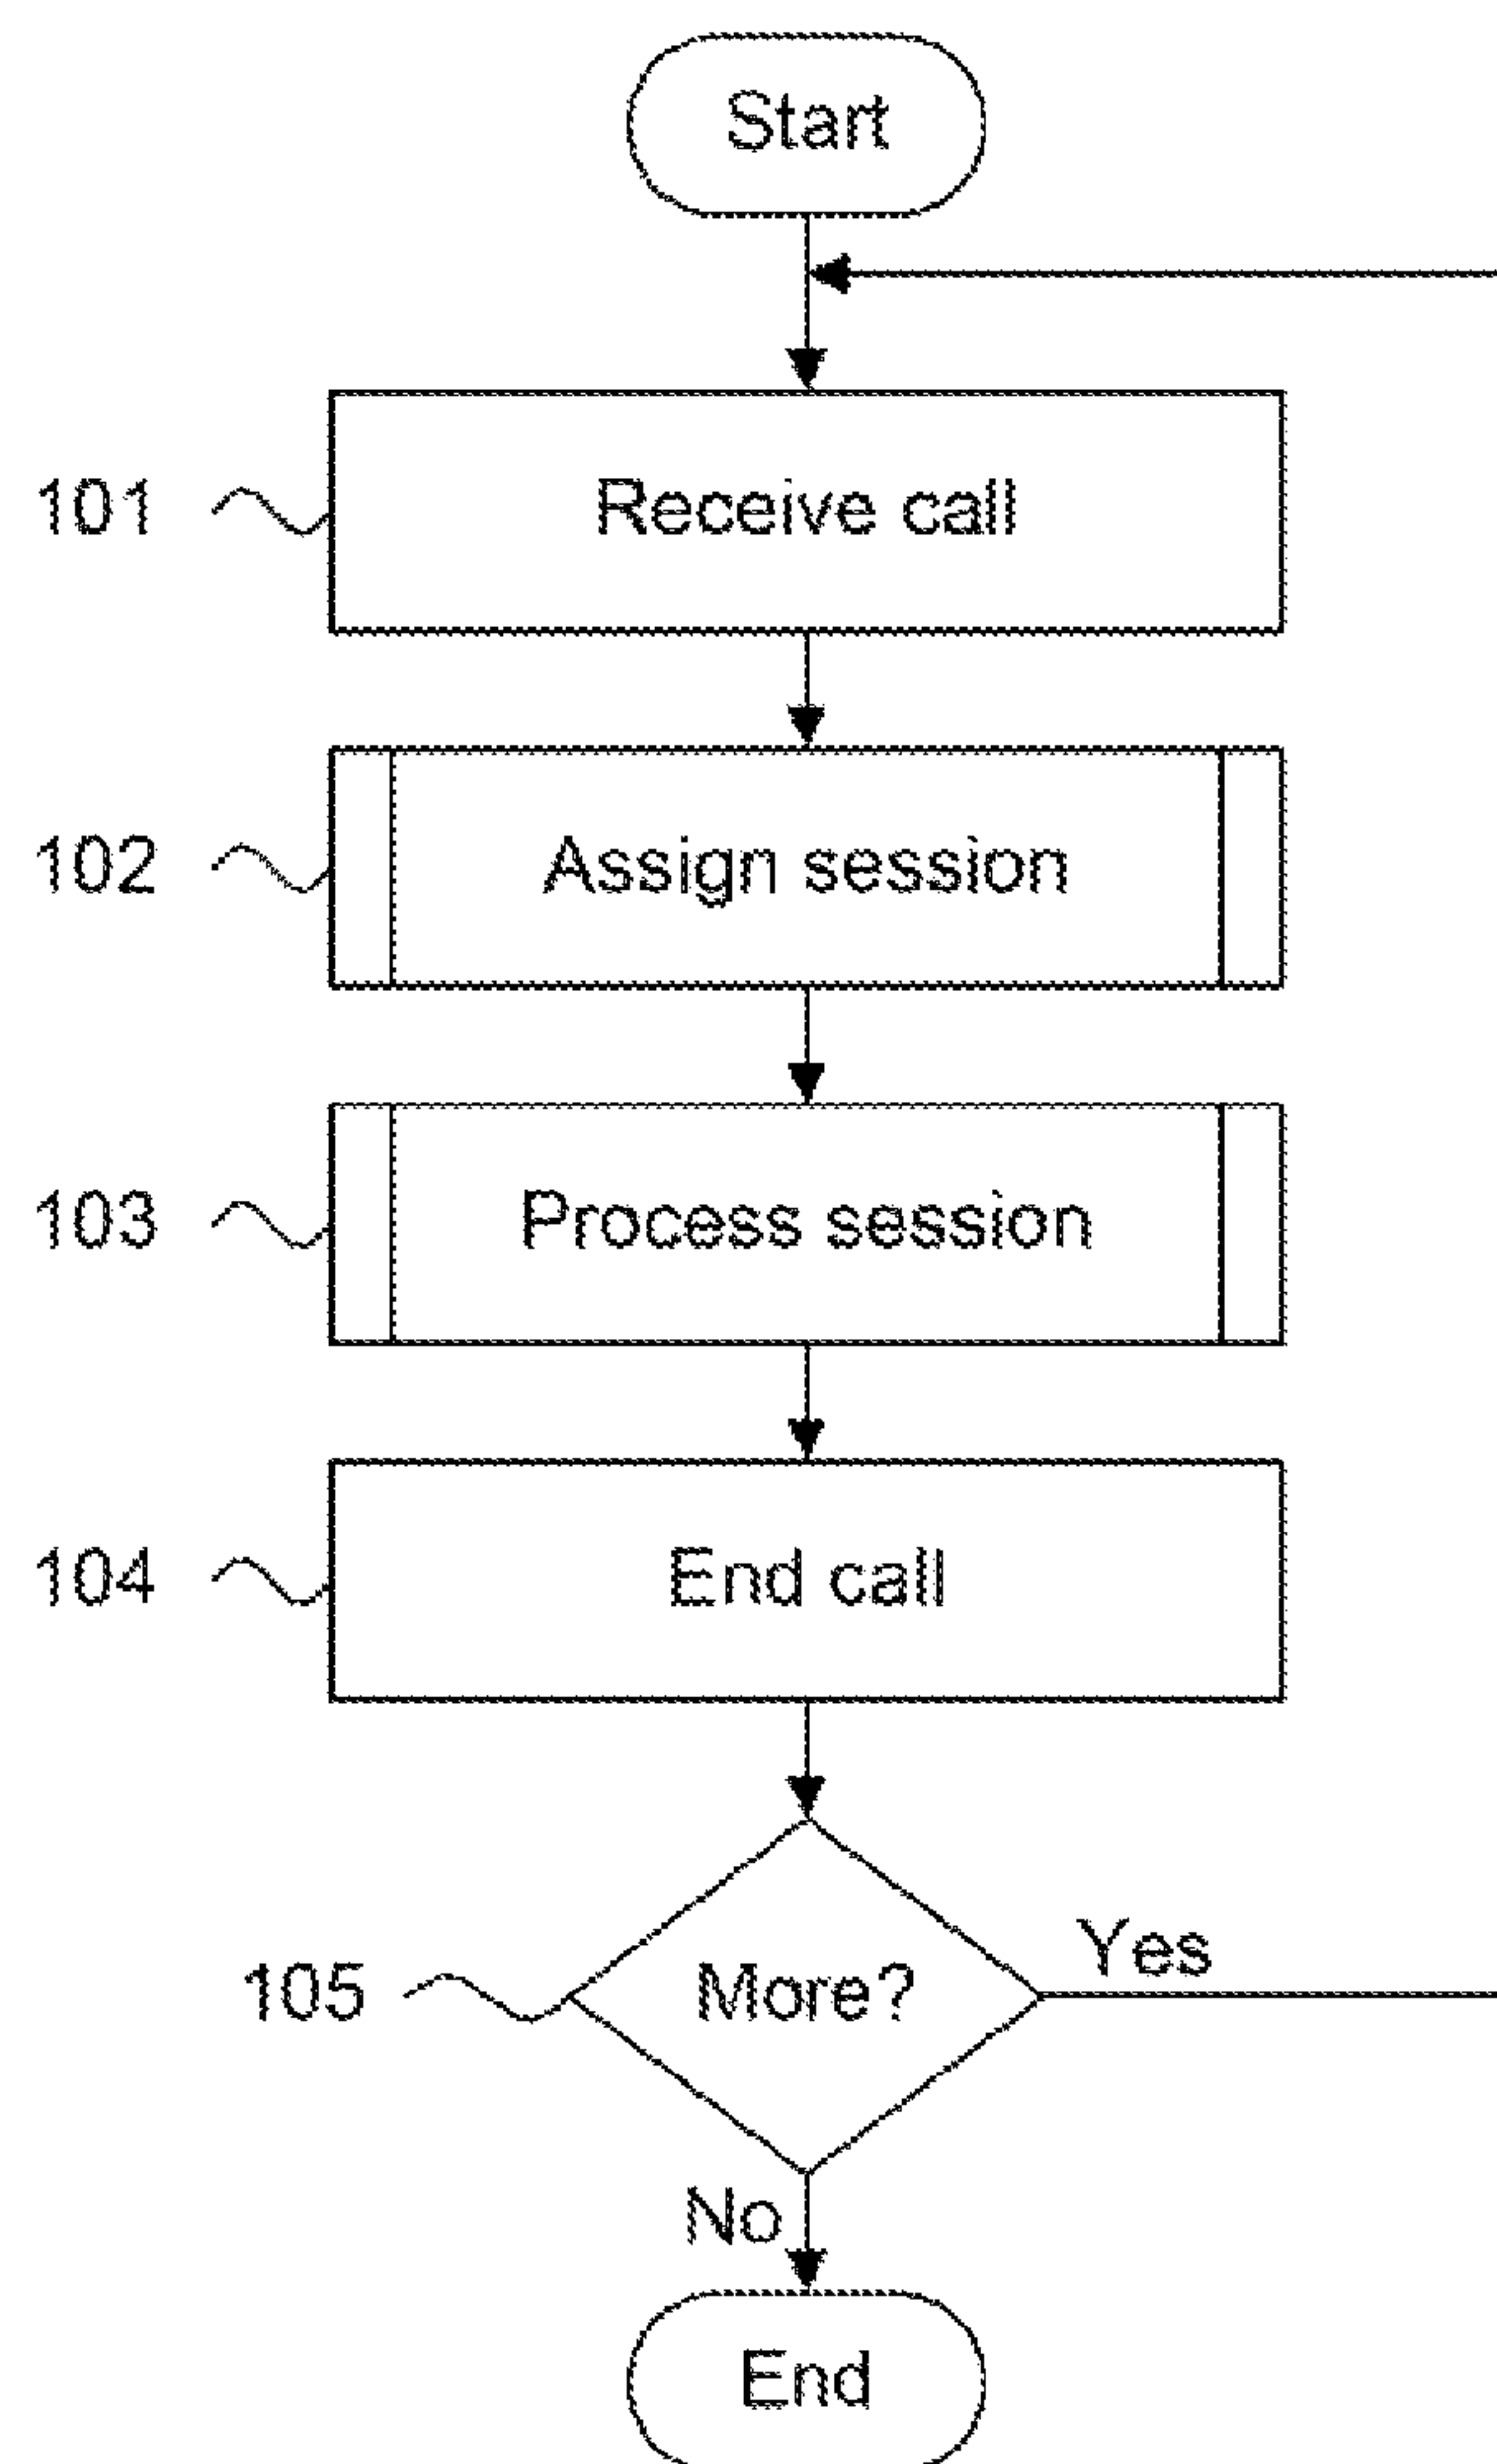 Start
101 Receive call
102 Assign session
103 Process session
104 End call
105 More? Yes
No
End